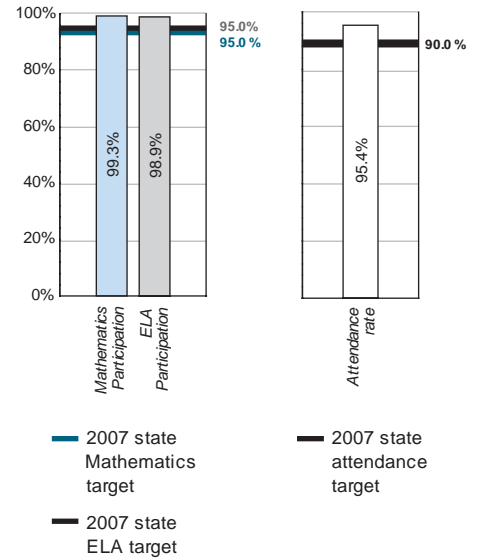 100%
80%
60%
40%
20%
0%
95.0%
95.0%
99.3%
98.9%
Mathematics
Participation
ELA
Participation
2007 state
Mathematics
target
2007 state
ELA target
90.0%
95.4%
Attendance
rate
2007 state
attendance
target